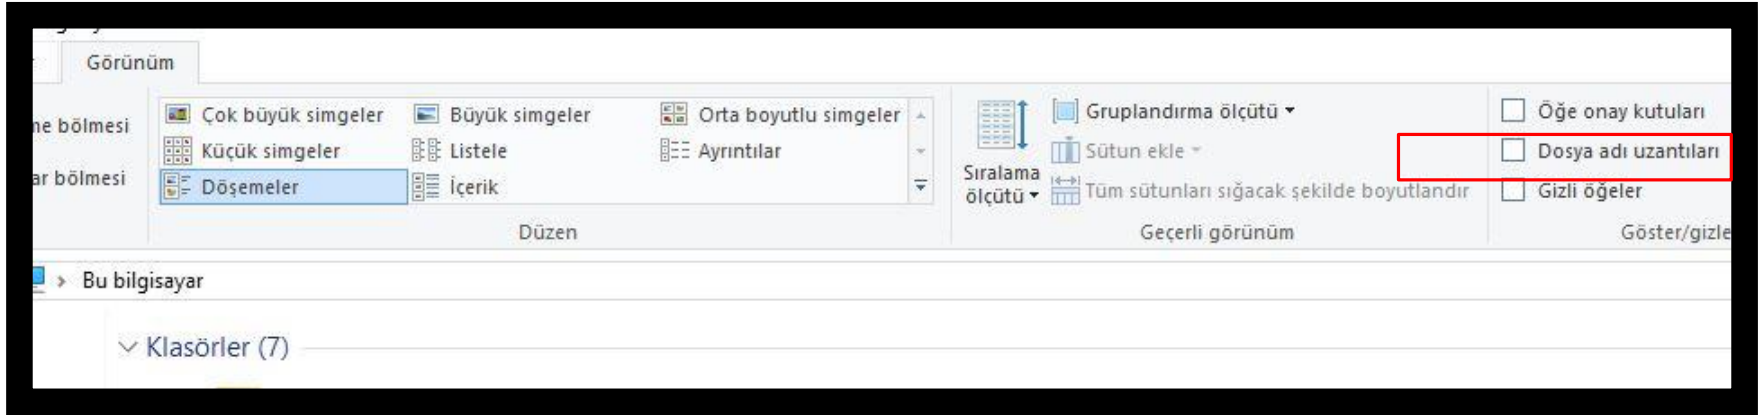 Görünüm
me bölmesi
ar bölmesi
Çok büyük simgeler
Büyük simgeler
Orta boyutlu simgeler
Küçük simgeler
Listele
Ayrıntılar
Döşemeler
İçerik
Düzen
Sıralama
ölçütü
Gruplandırma ölçütü
Sütun ekle
Tüm sütunları sığacak şekilde boyutlandır
Geçerli görünüm
Öğe onay kutuları
Dosya adı uzantıları
Gizli öğeler
Göster/gizle
Bu bilgisayar
Klasörler (7)